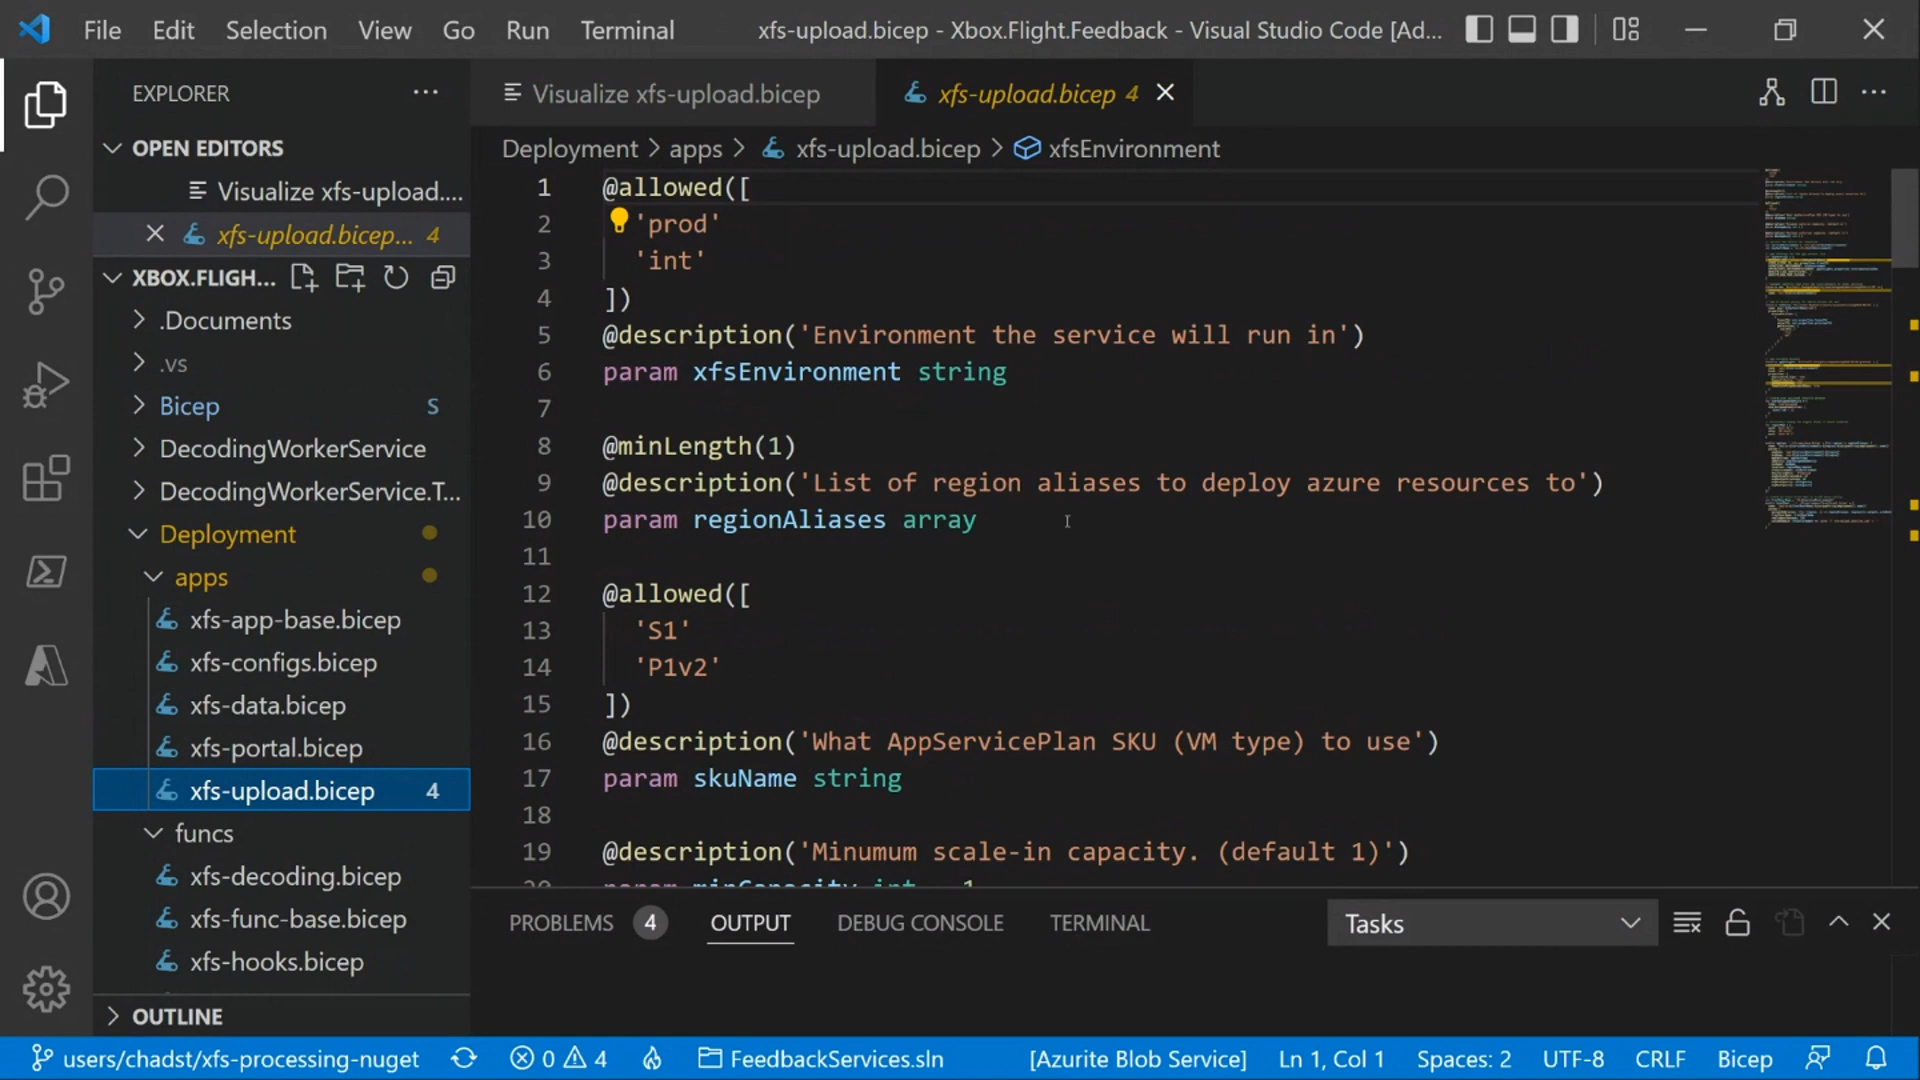 File Edit Selection View Go Run Terminal xfs-upload.bicep - Xbox.Flight.Feedback - Visual Studio Code [Ad...
EXPLORER ...
OPEN EDITORS
Visualize xfs-upload....
xfs-upload.bicep... 4
XBOX.FLIGH...
.Documents
.vs
Bicep S
DecodingWorkerService
DecodingWorkerService.T...
Deployment
apps
xfs-app-base.bicep
xfs-configs.bicep
xfs-data.bicep
xfs-portal.bicep
xfs-upload.bicep 4
funcs
xfs-decoding.bicep
xfs-func-base.bicep
xfs-hooks.bicep
OUTLINE
Visualize xfs-upload.bicep xfs-upload.bicep 4
Deployment > apps > xfs-upload.bicep > xfsEnvironment
1 @allowed([
2 'prod'
3 'int'
4 ])
5 @description('Environment the service will run in')
6 param xfsEnvironment string
7
8 @minLength(1)
9 @description('List of region aliases to deploy azure resources to')
10 param regionAliases array
11
12 @allowed([
13 'S1'
14 'P1v2'
15 ])
16 @description('What AppServicePlan SKU (VM type) to use')
17 param skuName string
18
19 @description('Minumum scale-in capacity. (default 1)')
20 param minCapacity int = 1
PROBLEMS 4 OUTPUT DEBUG CONSOLE TERMINAL Tasks
users/chadst/xfs-processing-nuget 0 4 FeedbackServices.sln [Azurite Blob Service] Ln 1, Col 1 Spaces: 2 UTF-8 CRLF Bicep